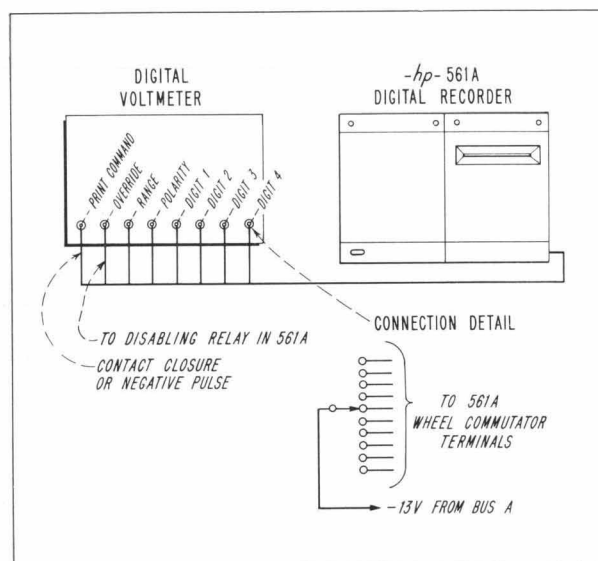 DIGITAL
VOLTMETER
-hp- 561A
DIGITAL RECORDER
PRINT COMMAND
OVERRIDE
RANGE
POLARITY
DIGIT 1
DIGIT 2
DIGIT 3
DIGIT 4
TO DISABLING RELAY IN 561A
CONTACT CLOSURE
OR NEGATIVE PULSE
CONNECTION DETAIL
TO 561A
WHEEL COMMUTATOR
TERMINALS
-13V FROM BUS A